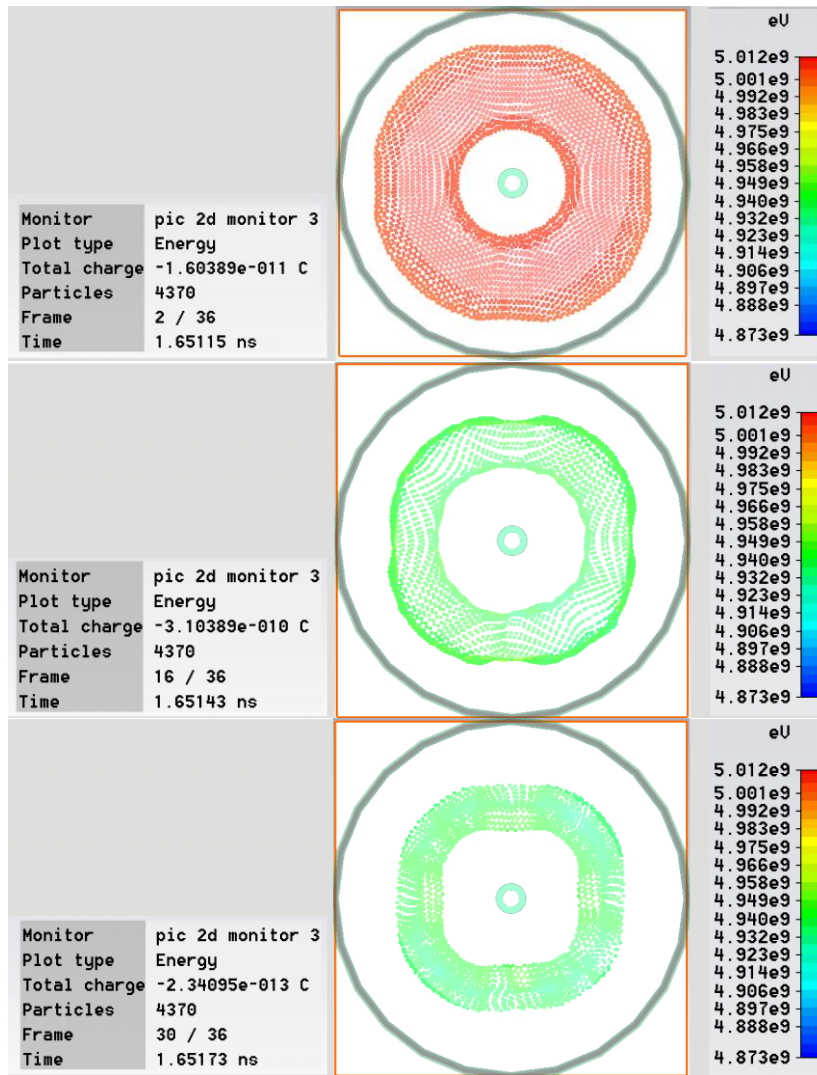 eV
5.012e9
5.001e9
4.992e9
4.983e9
4.975e9
4.966e9
4.958e9
4.949e9
4.940e9
4.932e9
4.923e9
4.914e9
4.906e9
4.897e9
4.888e9
4.873e9
Monitor pic 2d monitor 3
Plot type Energy
Total charge -1.60389e-011 C
Particles 4370
Frame 2 / 36
Time 1.65115 ns
eV
5.012e9
5.001e9
4.992e9
4.983e9
4.975e9
4.966e9
4.958e9
4.949e9
4.940e9
4.932e9
4.923e9
4.914e9
4.906e9
4.897e9
4.888e9
4.873e9
Monitor pic 2d monitor 3
Plot type Energy
Total charge -3.10389e-010 C
Particles 4370
Frame 16 / 36
Time 1.65143 ns
eV
5.012e9
5.001e9
4.992e9
4.983e9
4.975e9
4.966e9
4.958e9
4.949e9
4.940e9
4.932e9
4.923e9
4.914e9
4.906e9
4.897e9
4.888e9
4.873e9
Monitor pic 2d monitor 3
Plot type Energy
Total charge -2.34095e-013 C
Particles 4370
Frame 30 / 36
Time 1.65173 ns